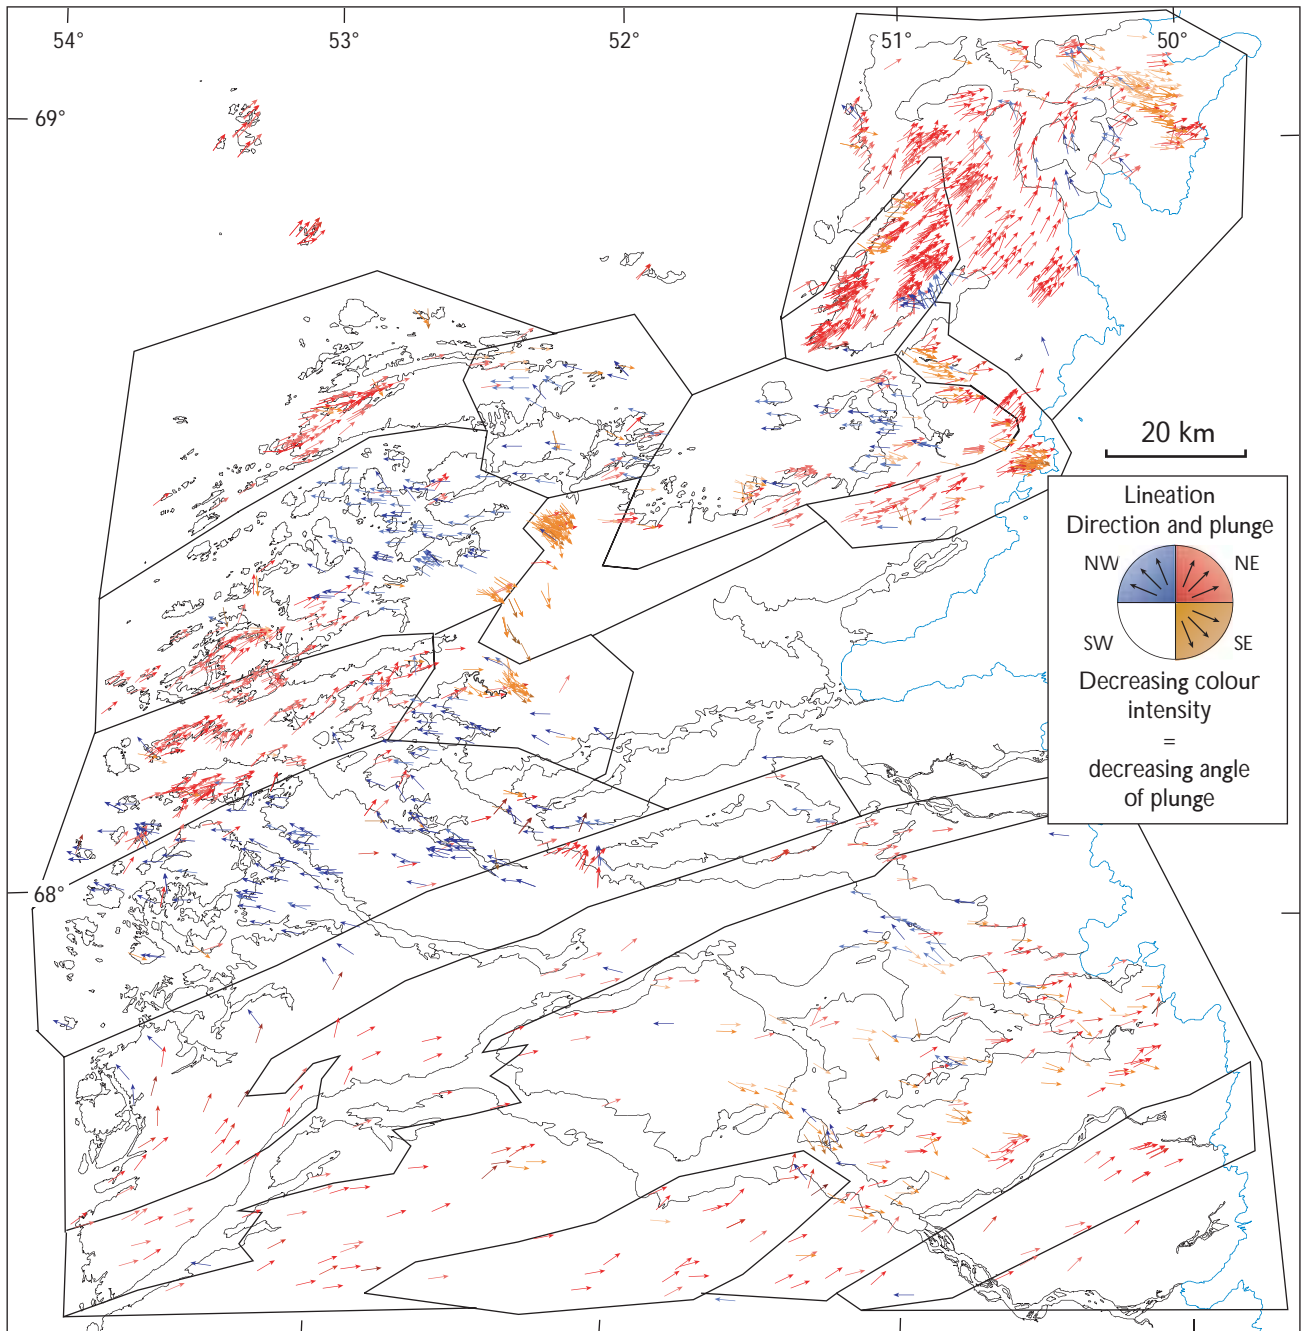 54°
53°
52°
51°
50°
69°
20 km
Lineation
Direction and plunge
NW
NE
SW
SE
Decreasing colour
intensity
=
decreasing angle
of plunge
68°